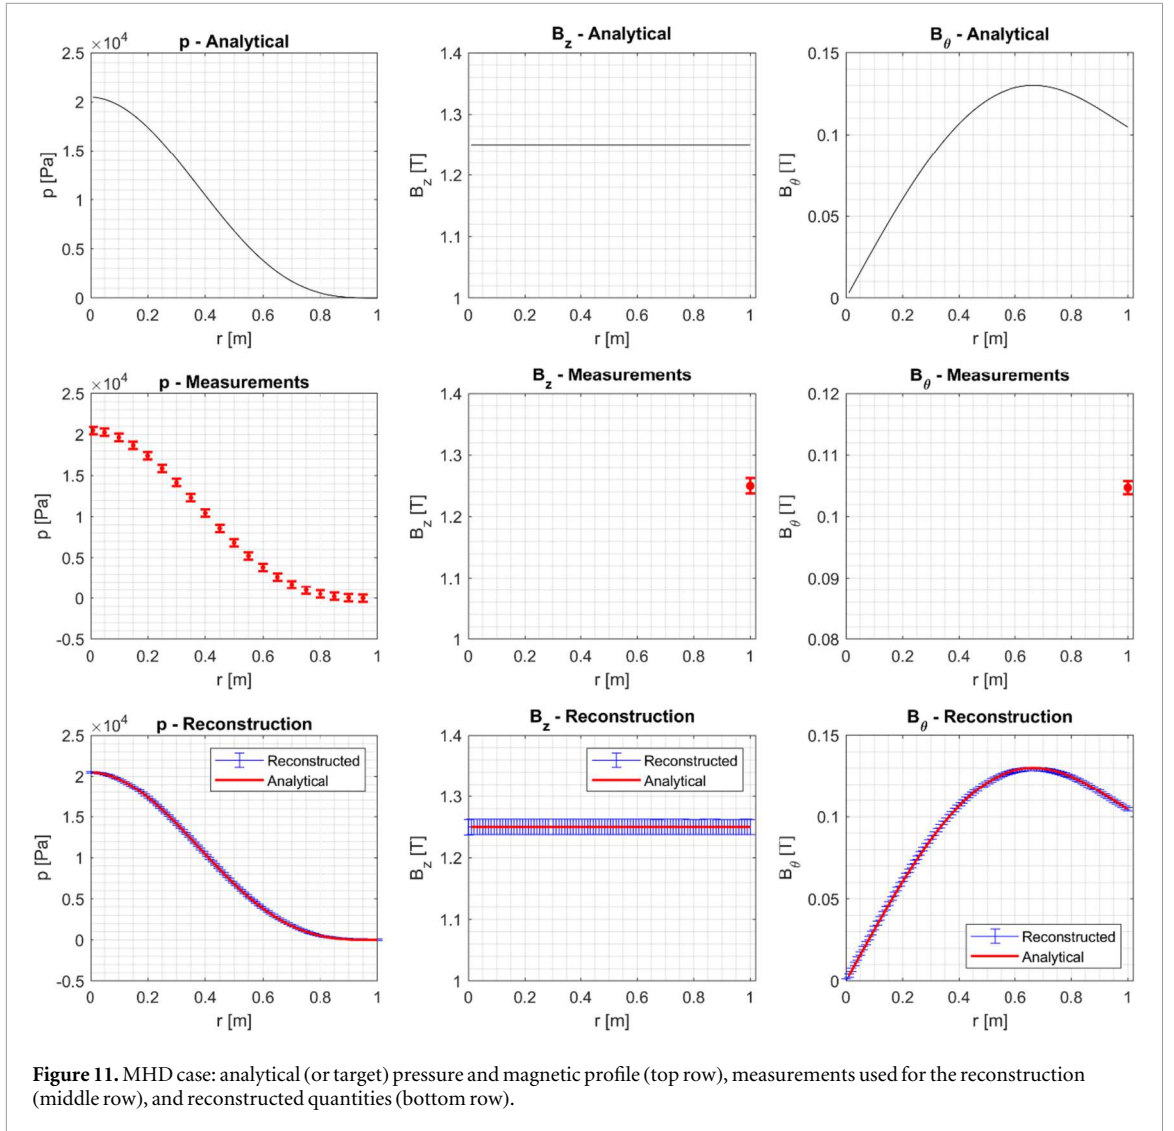 p - Analytical
×10⁴
2.5
2
1.5
1
0.5
0
p [Pa]
0 0.2 0.4 0.6 0.8 1
r [m]
B_z - Analytical
1.4
1.3
1.2
1.1
1
B_z [T]
0 0.2 0.4 0.6 0.8 1
r [m]
B_θ - Analytical
0.15
0.1
0.05
0
B_θ [T]
0 0.2 0.4 0.6 0.8 1
r [m]
p - Measurements
×10⁴
2.5
2
1.5
1
0.5
0
-0.5
p [Pa]
0 0.2 0.4 0.6 0.8 1
r [m]
B_z - Measurements
1.4
1.3
1.2
1.1
1
B_z [T]
0 0.2 0.4 0.6 0.8 1
r [m]
B_θ - Measurements
0.12
0.11
0.1
0.09
0.08
B_θ [T]
0 0.2 0.4 0.6 0.8 1
r [m]
p - Reconstruction
×10⁴
2.5
2
1.5
1
0.5
0
-0.5
p [Pa]
Reconstructed
Analytical
0 0.2 0.4 0.6 0.8 1
r [m]
B_z - Reconstruction
1.4
1.3
1.2
1.1
1
B_z [T]
Reconstructed
Analytical
0 0.2 0.4 0.6 0.8 1
r [m]
B_θ - Reconstruction
0.15
0.1
0.05
0
B_θ [T]
Reconstructed
Analytical
0 0.2 0.4 0.6 0.8 1
r [m]
Figure 11. MHD case: analytical (or target) pressure and magnetic profile (top row), measurements used for the reconstruction
(middle row), and reconstructed quantities (bottom row).